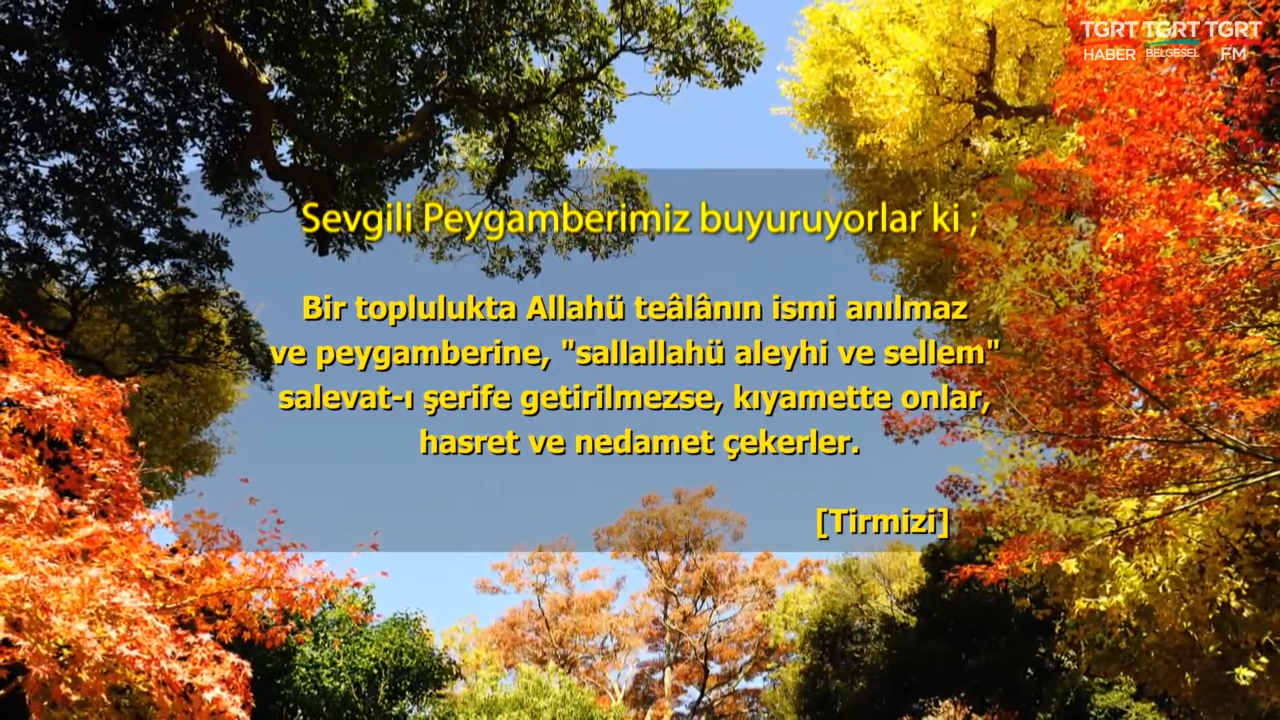 TGRT TGRT TGRT
HABER BELGESEL FM
Sevgili Peygamberimiz buyuruyorlar ki ;
Bir toplulukta Allahü teâlânın ismi anılmaz
ve peygamberine, "sallallahü aleyhi ve sellem"
salevat-ı şerife getirilmezse, kıyamette onlar,
hasret ve nedamet çekerler.
[Tirmizi]